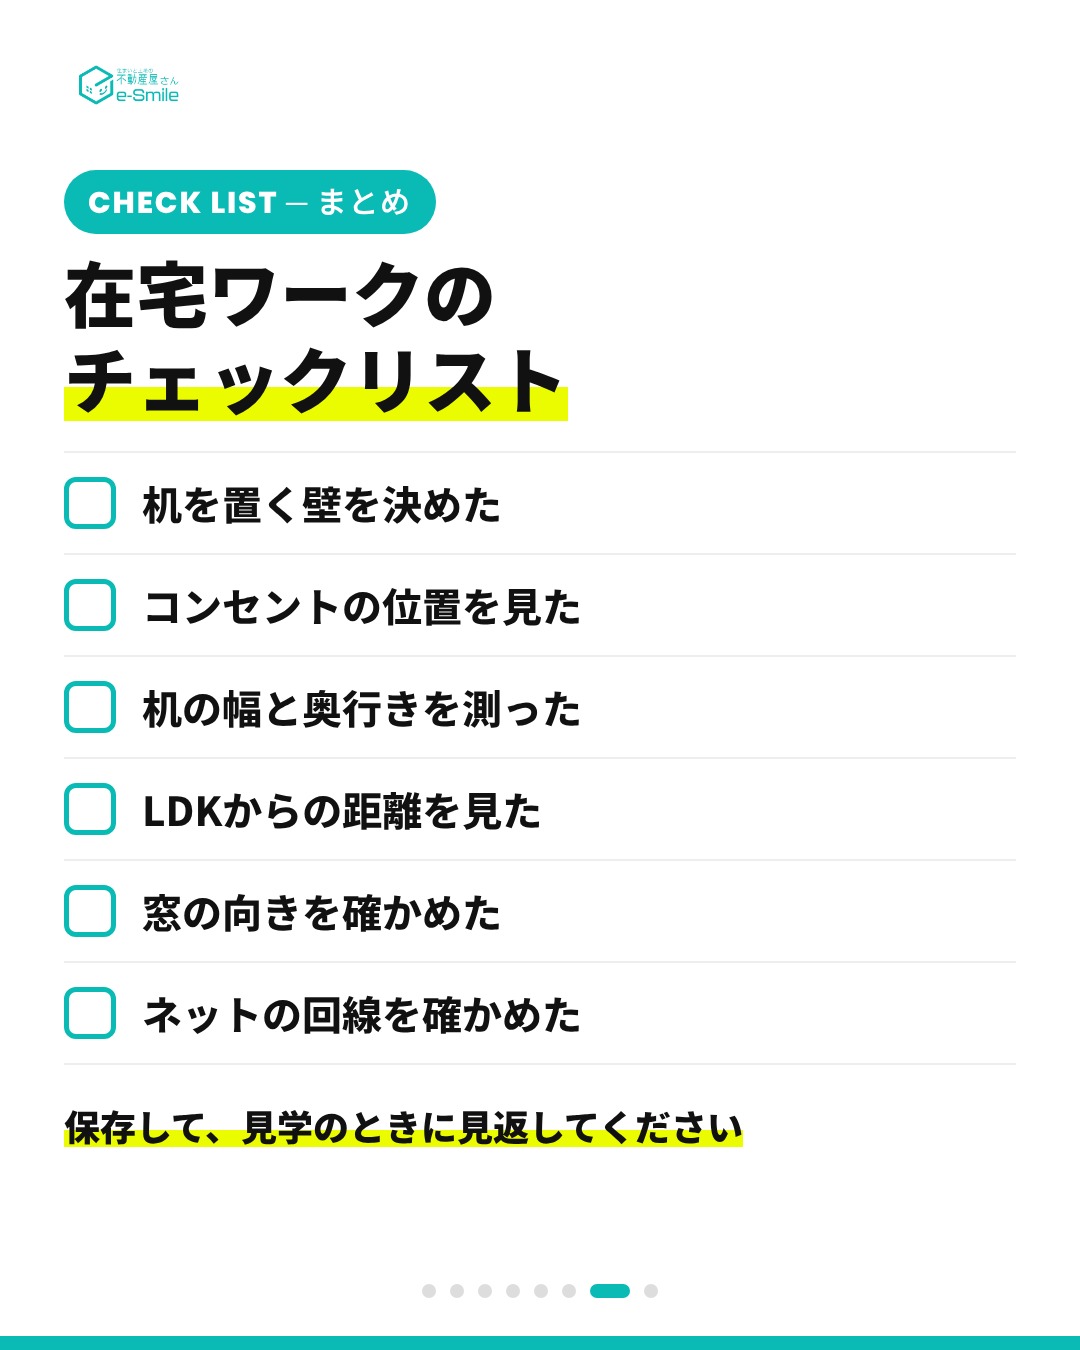 不動産屋さん
e-Smile
CHECK LIST — まとめ
在宅ワークの
チェックリスト
机を置く壁を決めた
コンセントの位置を見た
机の幅と奥行きを測った
LDKからの距離を見た
窓の向きを確かめた
ネットの回線を確かめた
保存して、見学のときに見返してください